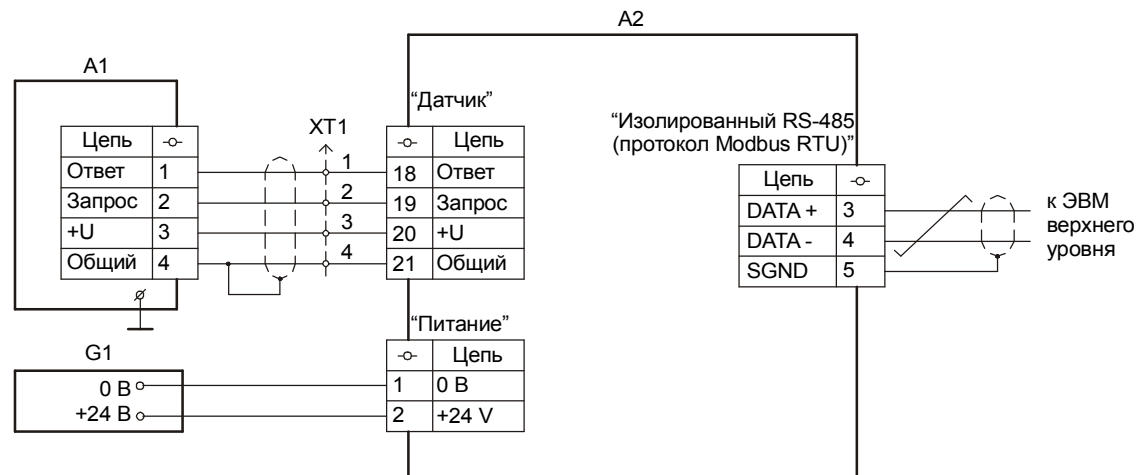 A2
A1
“Датчик”
XT1
Цепь
Ответ 1
Запрос 2
+U 3
Общий 4
1
2
3
4
Цепь
18 Ответ
19 Запрос
20 +U
21 Общий
“Изолированный RS-485
(протокол Modbus RTU)”
Цепь
DATA + 3
DATA - 4
SGND 5
к ЭВМ
верхнего
уровня
“Питание”
G1
0 В
+24 В
Цепь
1 0 В
2 +24 V